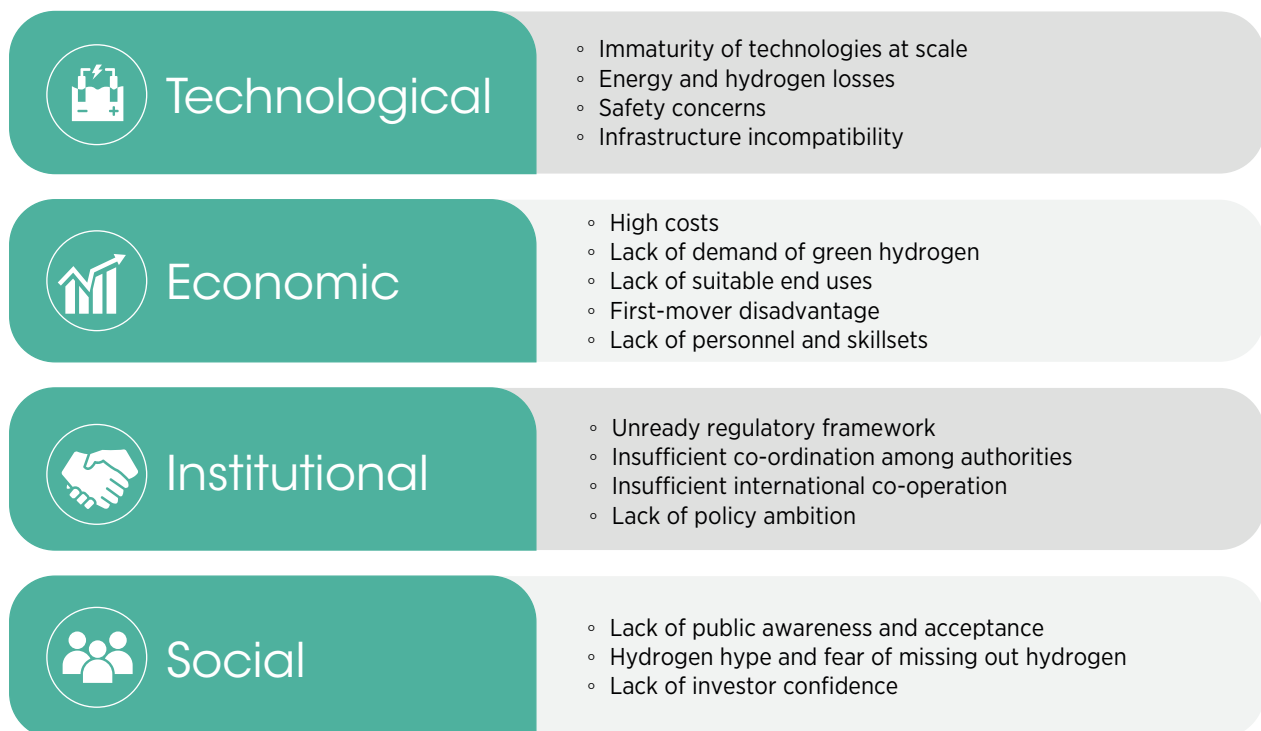 Technological
◦ Immaturity of technologies at scale
◦ Energy and hydrogen losses
◦ Safety concerns
◦ Infrastructure incompatibility
Economic
◦ High costs
◦ Lack of demand of green hydrogen
◦ Lack of suitable end uses
◦ First-mover disadvantage
◦ Lack of personnel and skillsets
Institutional
◦ Unready regulatory framework
◦ Insufficient co-ordination among authorities
◦ Insufficient international co-operation
◦ Lack of policy ambition
Social
◦ Lack of public awareness and acceptance
◦ Hydrogen hype and fear of missing out hydrogen
◦ Lack of investor confidence